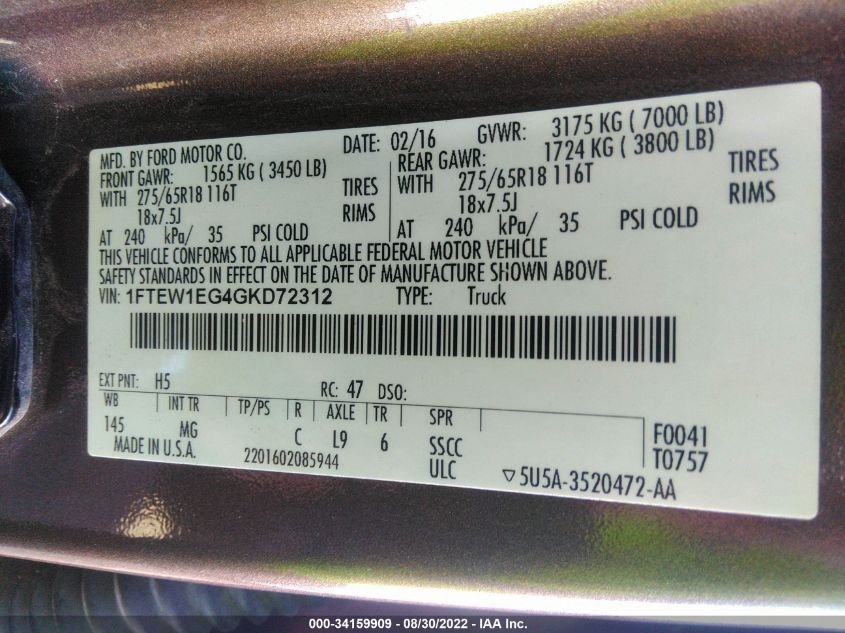 MFD. BY FORD MOTOR CO.
DATE: 02/16 GVWR: 3175 KG ( 7000 LB)
FRONT GAWR: 1565 KG ( 3450 LB)
REAR GAWR: 1724 KG ( 3800 LB)
WITH 275/65R18 116T TIRES
WITH 275/65R18 116T TIRES
18x7.5J RIMS
18x7.5J RIMS
AT 240 kPa/ 35 PSI COLD
AT 240 kPa/ 35 PSI COLD
THIS VEHICLE CONFORMS TO ALL APPLICABLE FEDERAL MOTOR VEHICLE
SAFETY STANDARDS IN EFFECT ON THE DATE OF MANUFACTURE SHOWN ABOVE.
VIN: 1FTEW1EG4GKD72312 TYPE: Truck
EXT PNT: H5 RC: 47 DSO:
WB INT TR TP/PS R AXLE TR SPR
145 MG C L9 6 SSCC F0041
MADE IN U.S.A. 2201602085944 ULC T0757
▽5U5A-3520472-AA
000-34159909 - 08/30/2022 - IAA Inc.